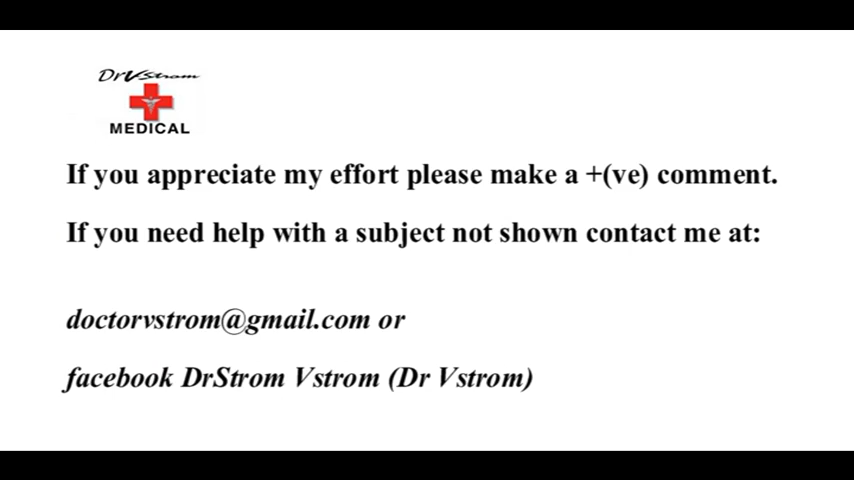 DrVstrom
MEDICAL
If you appreciate my effort please make a +(ve) comment.
If you need help with a subject not shown contact me at:
doctorvstrom@gmail.com or
facebook DrStrom Vstrom (Dr Vstrom)